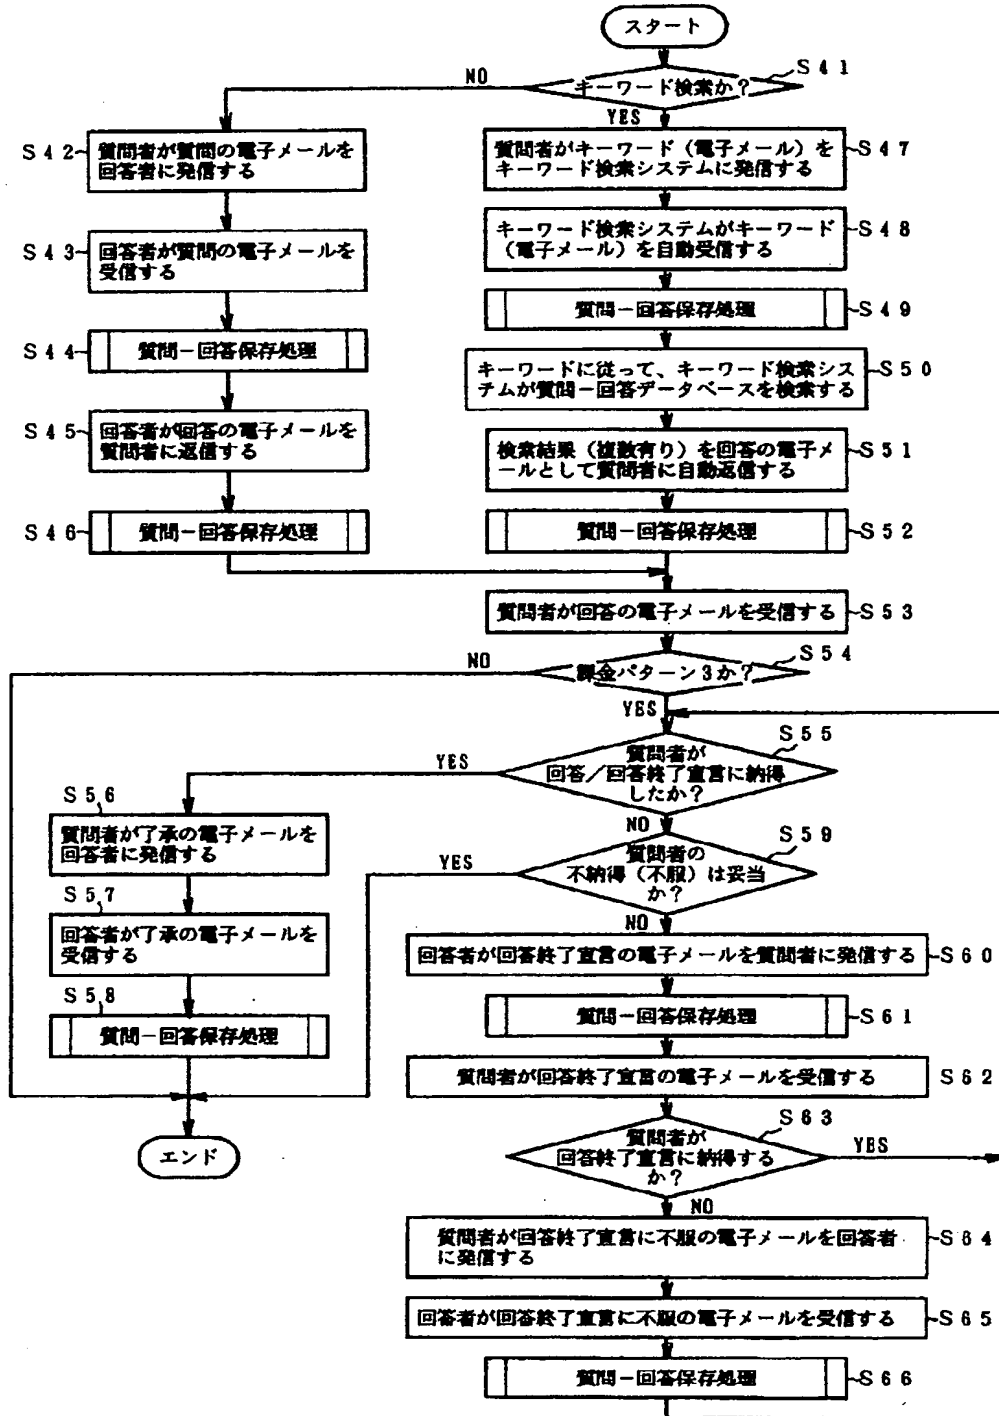 スタート
キーワード検索か？
S41
NO
YES
S42
質問者が質問の電子メールを
回答者に発信する
S43
回答者が質問の電子メールを
受信する
S44
質問－回答保存処理
S45
回答者が回答の電子メールを
質問者に返信する
S46
質問－回答保存処理
質問者がキーワード（電子メール）を
キーワード検索システムに発信する
S47
キーワード検索システムがキーワード
（電子メール）を自動受信する
S48
質問－回答保存処理
S49
キーワードに従って、キーワード検索シス
テムが質問－回答データベースを検索する
S50
検索結果（複数有り）を回答の電子メ
ールとして質問者に自動返信する
S51
質問－回答保存処理
S52
質問者が回答の電子メールを受信する
S53
課金パターン3か？
S54
NO
YES
質問者が
回答／回答終了宣言に納得
したか？
S55
YES
NO
S56
質問者が了承の電子メールを
回答者に発信する
S57
回答者が了承の電子メールを
受信する
S58
質問－回答保存処理
エンド
質問者の
不納得（不服）は妥当
か？
S59
YES
NO
回答者が回答終了宣言の電子メールを質問者に発信する
S60
質問－回答保存処理
S61
質問者が回答終了宣言の電子メールを受信する
S62
質問者が
回答終了宣言に納得する
か？
S63
YES
NO
質問者が回答終了宣言に不服の電子メールを回答者
に発信する
S64
回答者が回答終了宣言に不服の電子メールを受信する
S65
質問－回答保存処理
S66